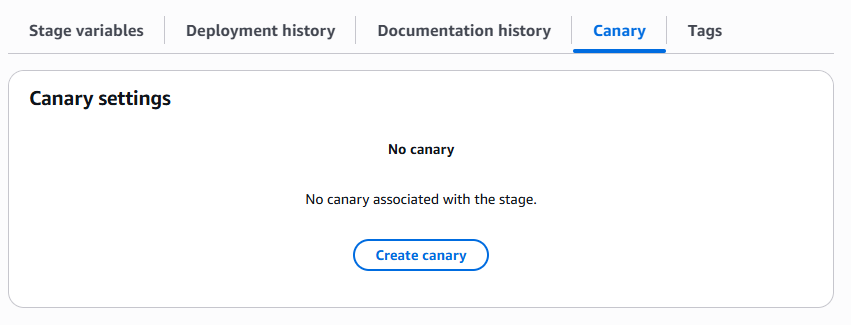 Stage variables
Deployment history
Documentation history
Canary
Tags
Canary settings
No canary
No canary associated with the stage.
Create canary